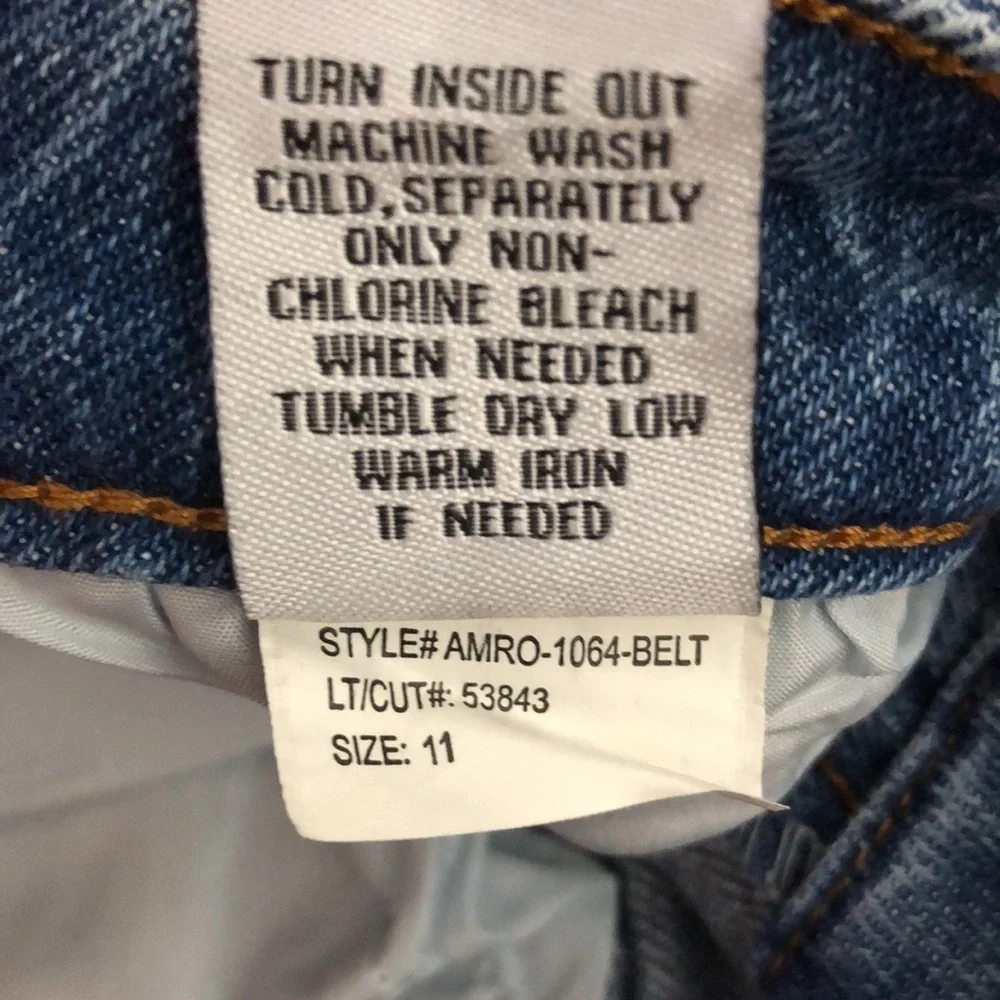 TURN INSIDE OUT
MACHINE WASH
COLD,SEPARATELY
ONLY NON-
CHLORINE BLEACH
WHEN NEEDED
TUMBLE DRY LOW
WARM IRON
IF NEEDED
STYLE# AMRO-1064-BELT
LT/CUT#: 53843
SIZE: 11